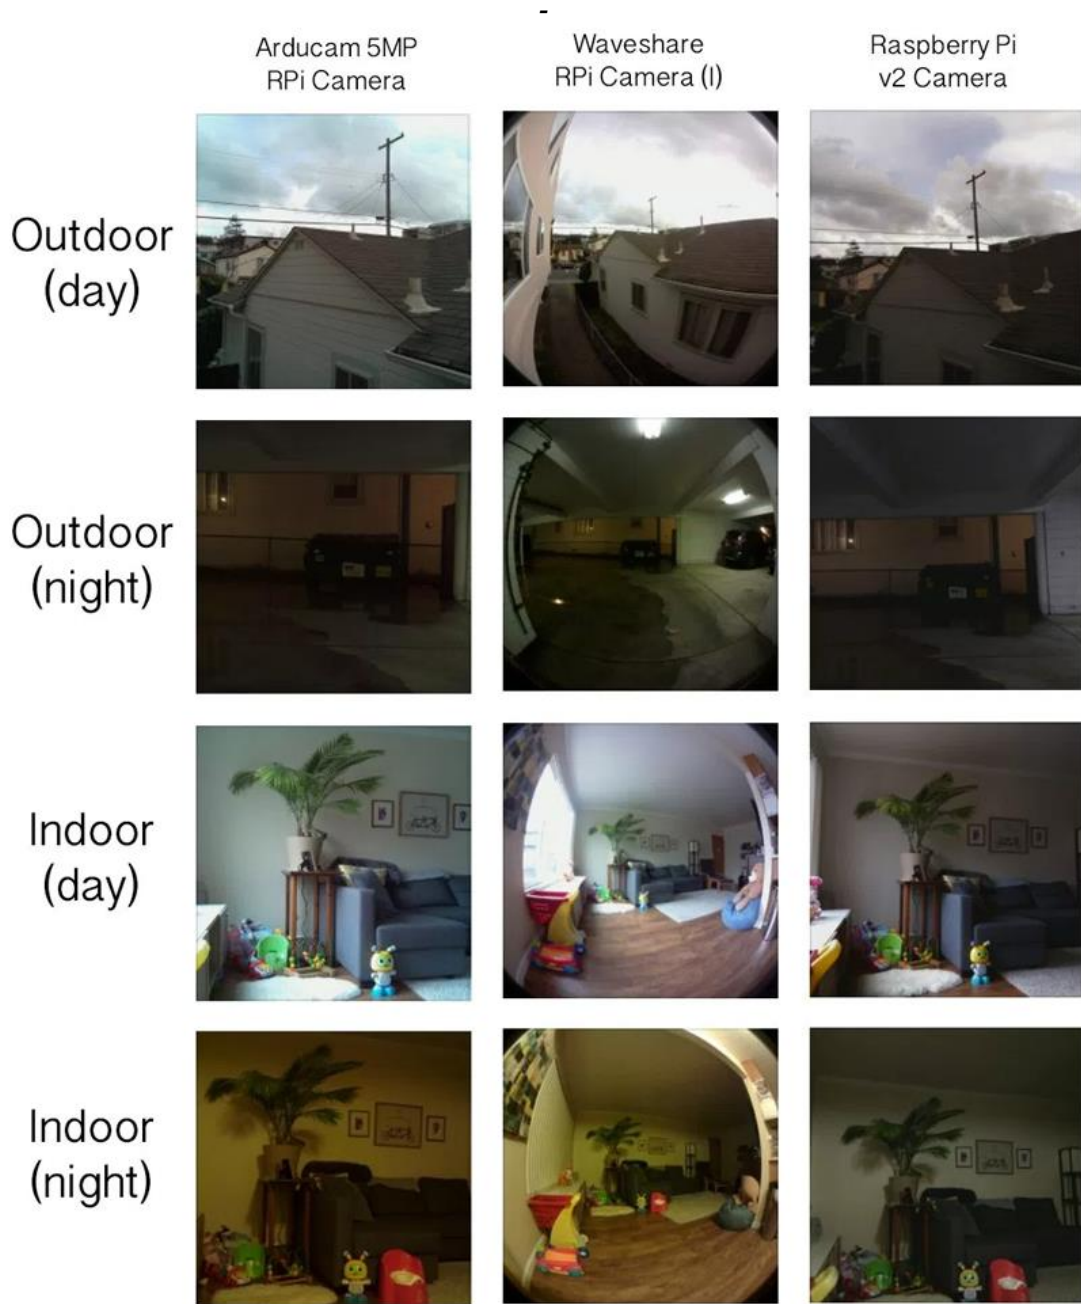 -
Arducam 5MP
RPi Camera
Waveshare
RPi Camera (I)
Raspberry Pi
v2 Camera
Outdoor
(day)
Outdoor
(night)
Indoor
(day)
Indoor
(night)